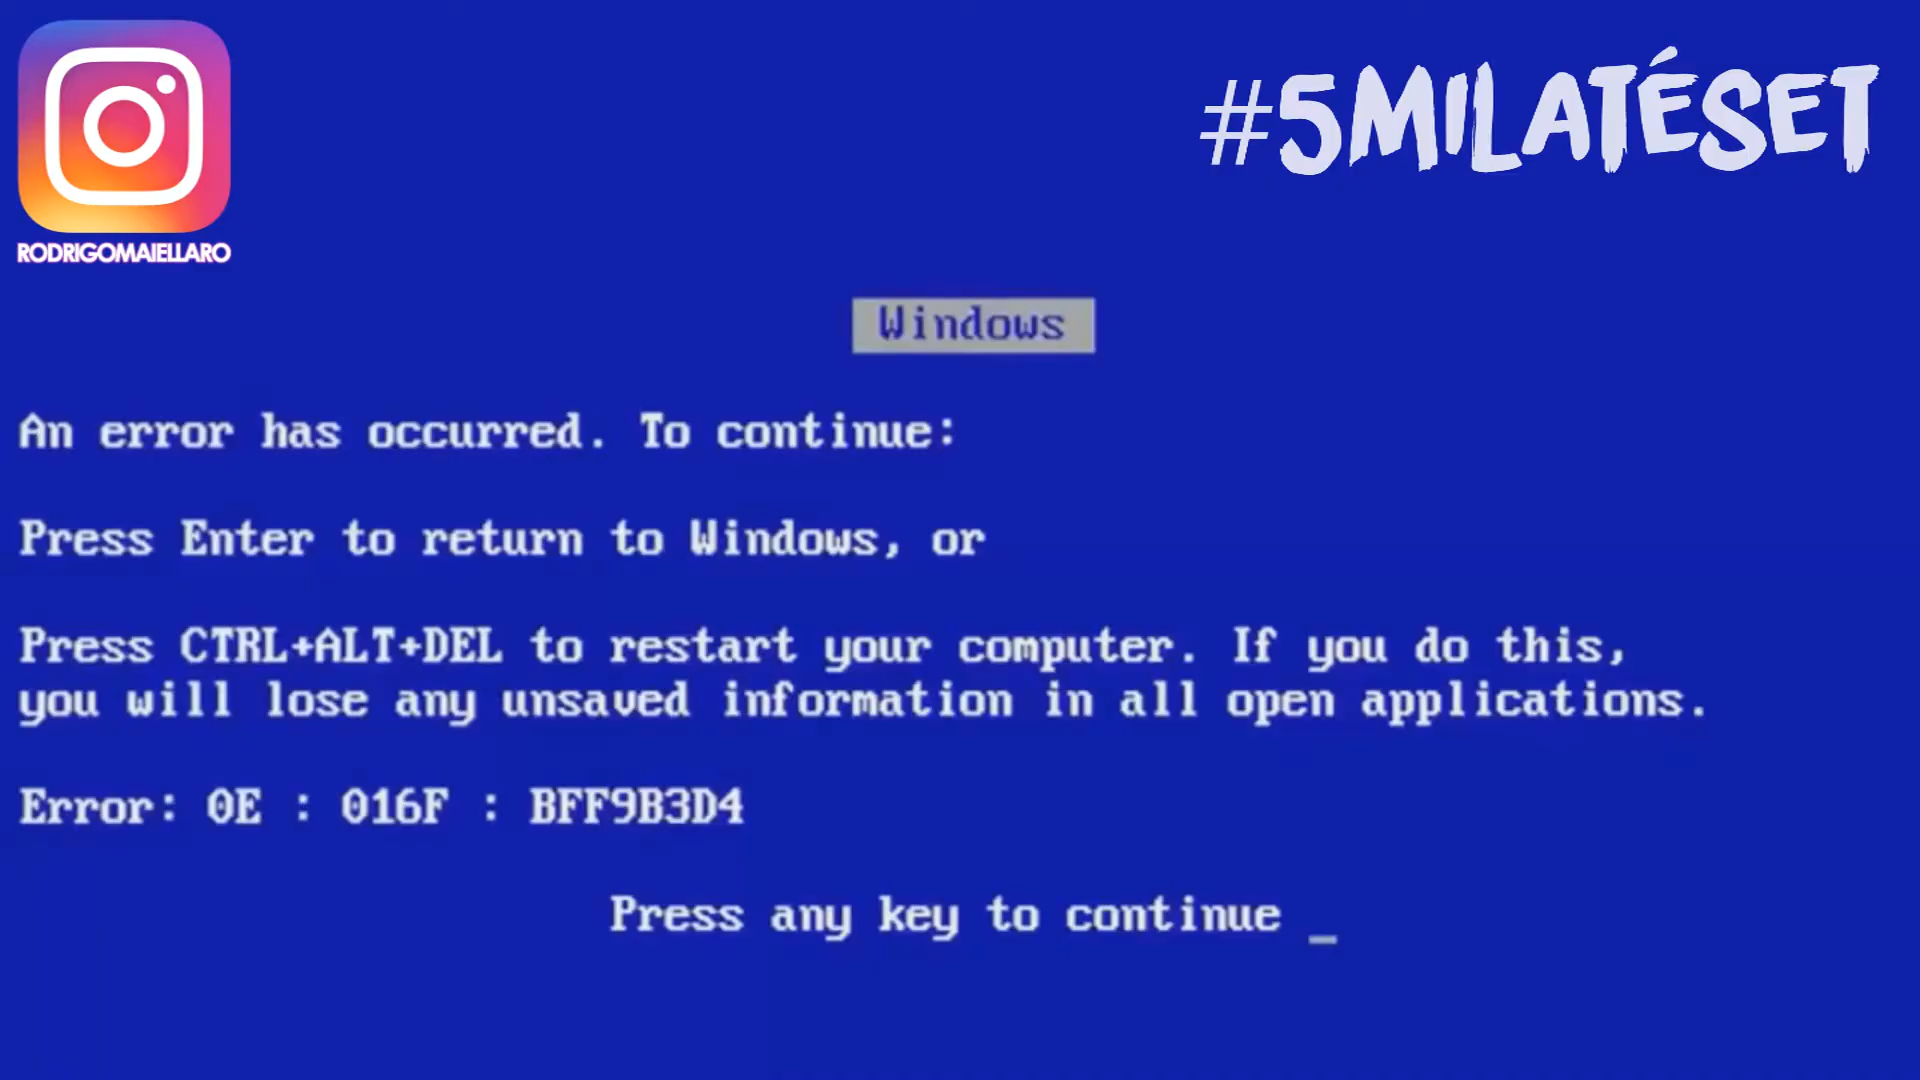 #5MILATÉSET
RODRIGOMAIELLARO
Windows
An error has occurred. To continue:
Press Enter to return to Windows, or
Press CTRL+ALT+DEL to restart your computer. If you do this,
you will lose any unsaved information in all open applications.
Error: 0E : 016F : BFF9B3D4
Press any key to continue _